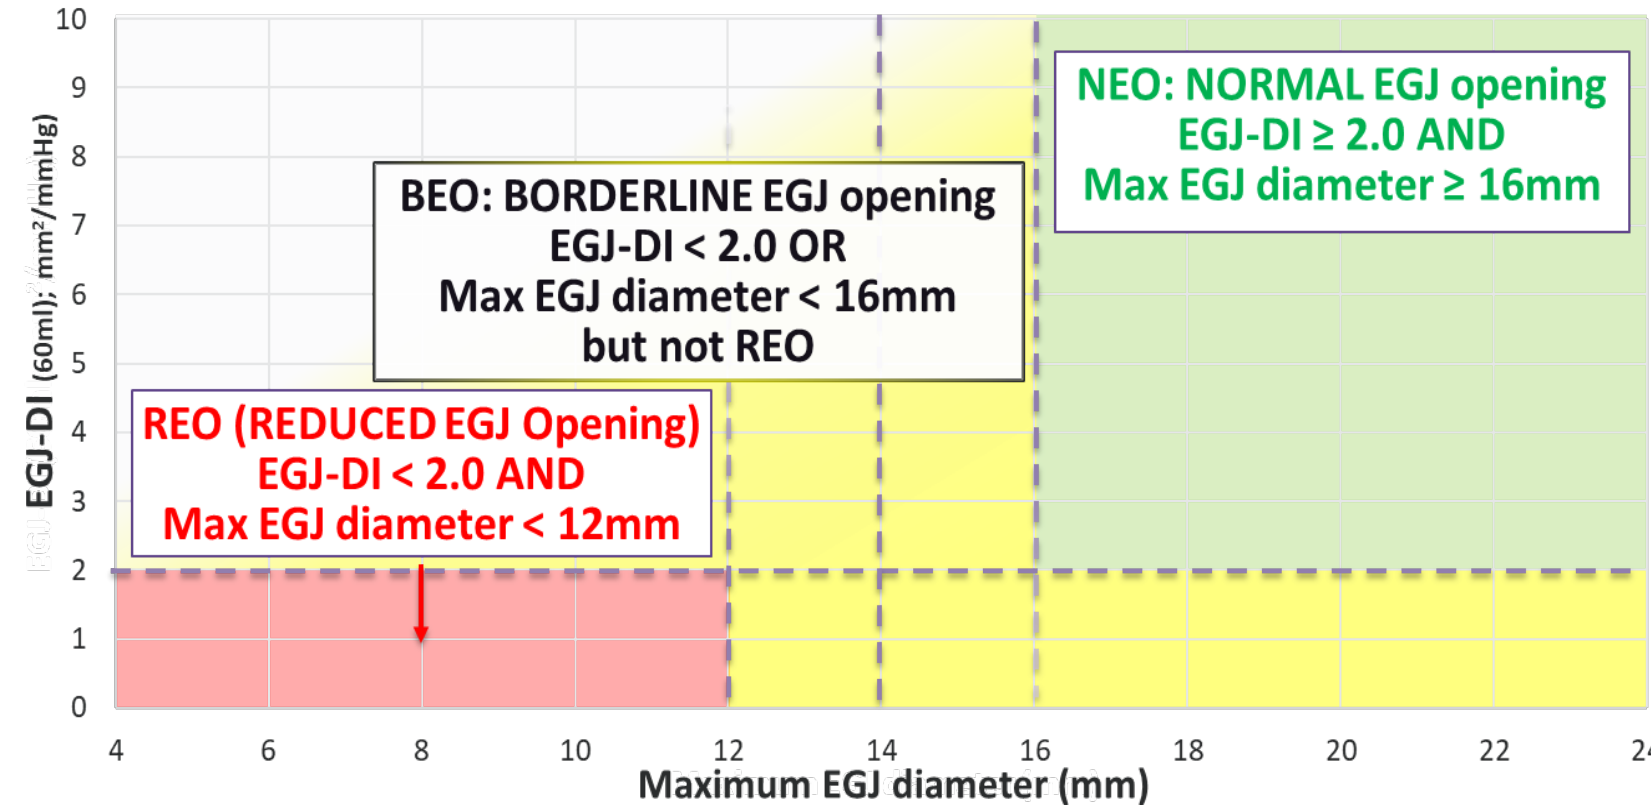 10
9
8
7
6
5
4
3
2
1
0
EGJ-DI (60ml); mm²/mmHg)
NEO: NORMAL EGJ opening
EGJ-DI ≥ 2.0 AND
Max EGJ diameter ≥ 16mm
BEO: BORDERLINE EGJ opening
EGJ-DI < 2.0 OR
Max EGJ diameter < 16mm
but not REO
REO (REDUCED EGJ Opening)
EGJ-DI < 2.0 AND
Max EGJ diameter < 12mm
4 6 8 10 12 14 16 18 20 22
Maximum EGJ diameter (mm)